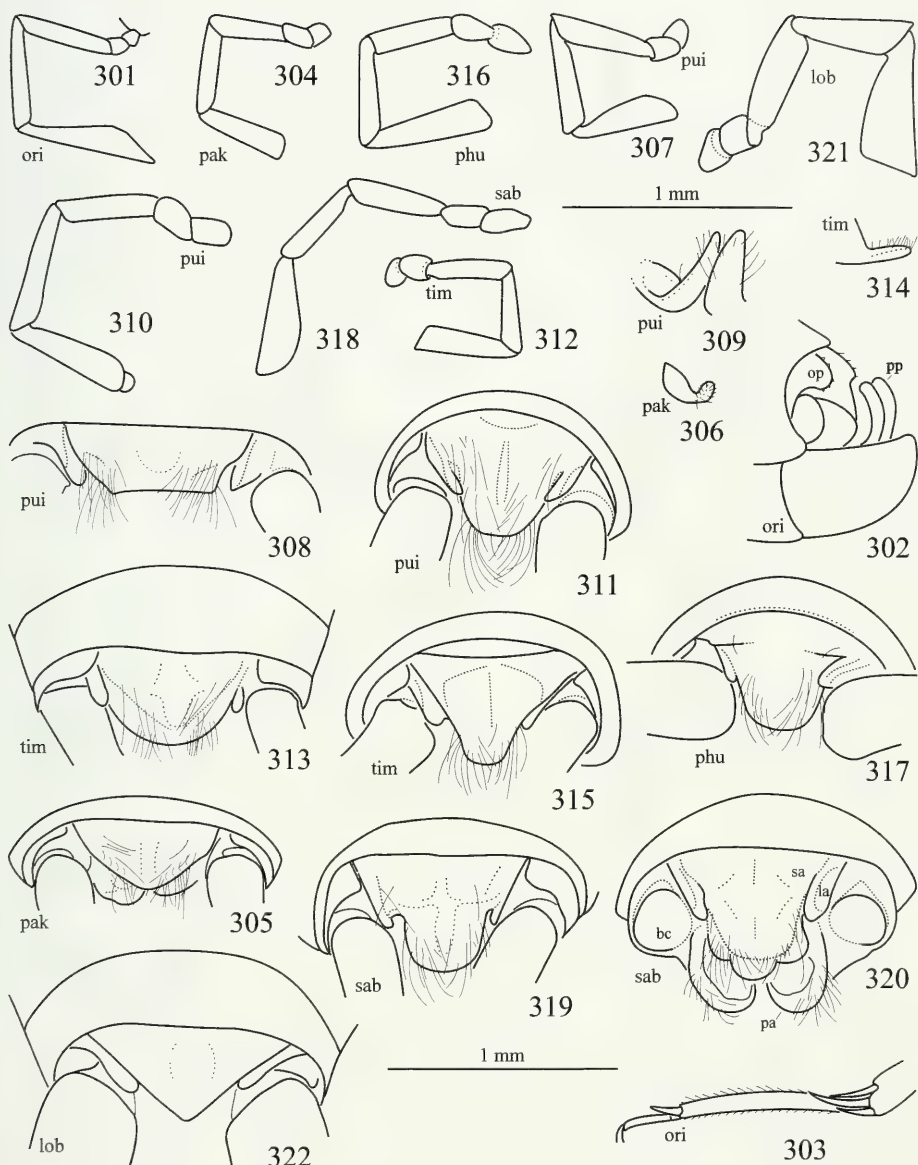 301
ori
304
pak
316
phu
307
pui
321
lob
310
pui
318
sab
tim
312
1 mm
pui
309
tim
314
pak
306
op
pp
ori
302
pui
308
pui
311
tim
313
tim
315
phu
317
pak
305
sab
319
sa
la
bc
sab
pa
320
lob
322
1 mm
ori
303